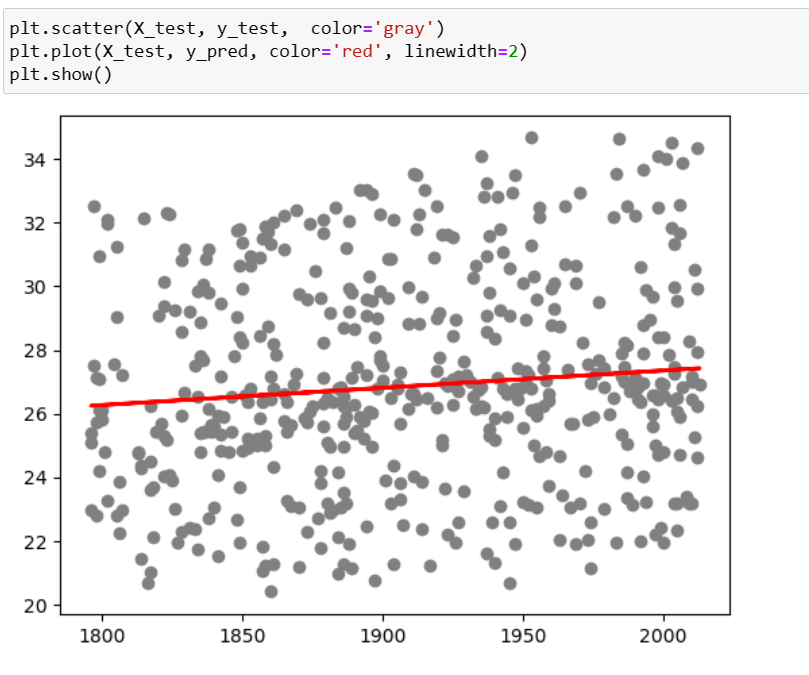 plt.scatter(X_test, y_test,  color='gray')
plt.plot(X_test, y_pred, color='red', linewidth=2)
plt.show()
34
32
30
28
26
24
22
20
1800 1850 1900 1950 2000